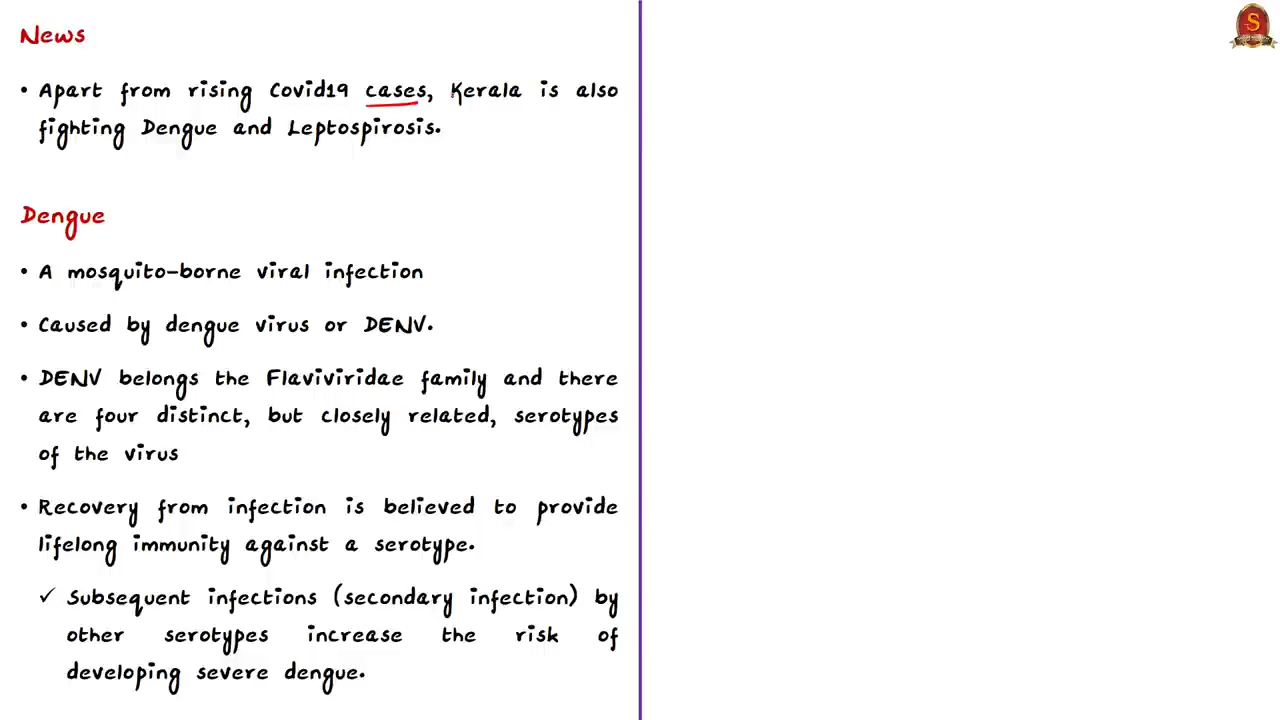 News
• Apart from rising Covid19 cases, Kerala is also
fighting Dengue and Leptospirosis.
Dengue
• A mosquito-borne viral infection
• Caused by dengue virus or DENV.
• DENV belongs the Flaviviridae family and there
are four distinct, but closely related, serotypes
of the virus
• Recovery from infection is believed to provide
lifelong immunity against a serotype.
✓ Subsequent infections (secondary infection) by
other serotypes increase the risk of
developing severe dengue.
S